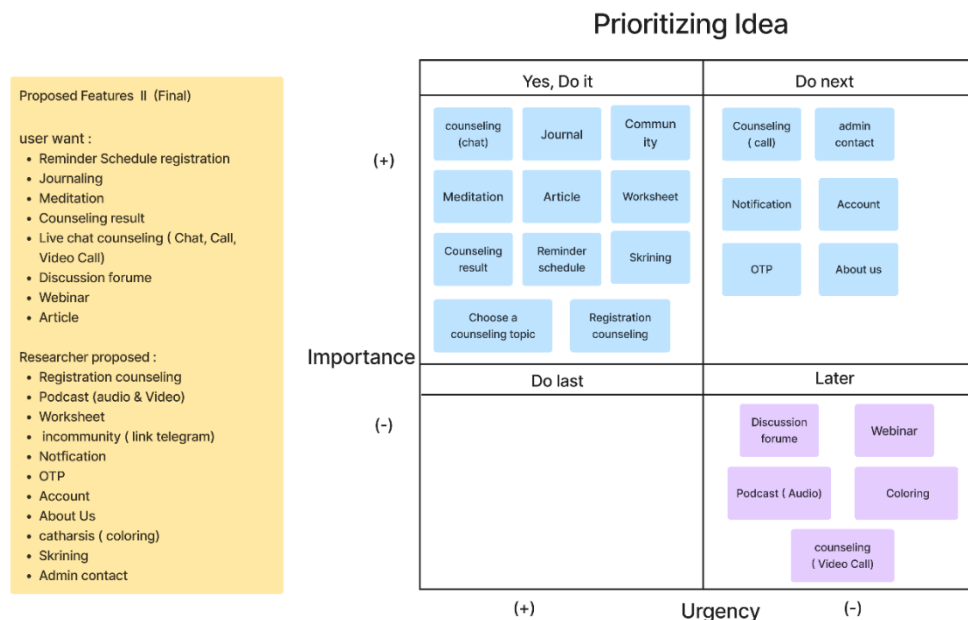 Prioritizing Idea
Proposed Features II (Final)
user want :
• Reminder Schedule registration
• Journaling
• Meditation
• Counseling result
• Live chat counseling ( Chat, Call,
Video Call)
• Discussion forume
• Webinar
• Article
Researcher proposed :
• Registration counseling
• Podcast (audio & Video)
• Worksheet
• incommunity ( link telegram)
• Notfication
• OTP
• Account
• About Us
• catharsis ( coloring)
• Skrining
• Admin contact
Importance
(+)
(-)
Yes, Do it
counseling
(chat)
Journal
Commun
ity
Meditation
Article
Worksheet
Counseling
result
Reminder
schedule
Skrining
Choose a
counseling topic
Registration
counseling
Do next
Counseling
( call)
admin
contact
Notification
Account
OTP
About us
Do last
Later
Discussion
forume
Webinar
Podcast ( Audio)
Coloring
counseling
( Video Call)
(+)
Urgency
(-)